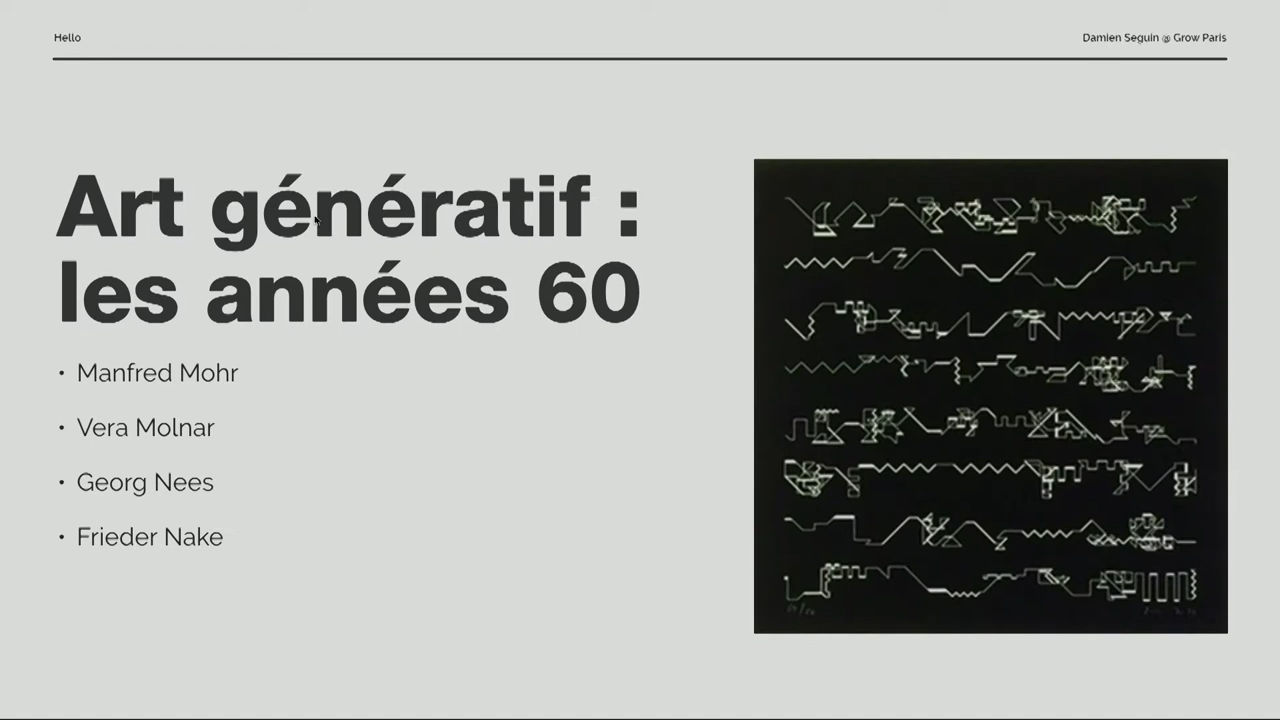 Hello
Damien Seguin @ Grow Paris
Art génératif :
les années 60
• Manfred Mohr
• Vera Molnar
• Georg Nees
• Frieder Nake